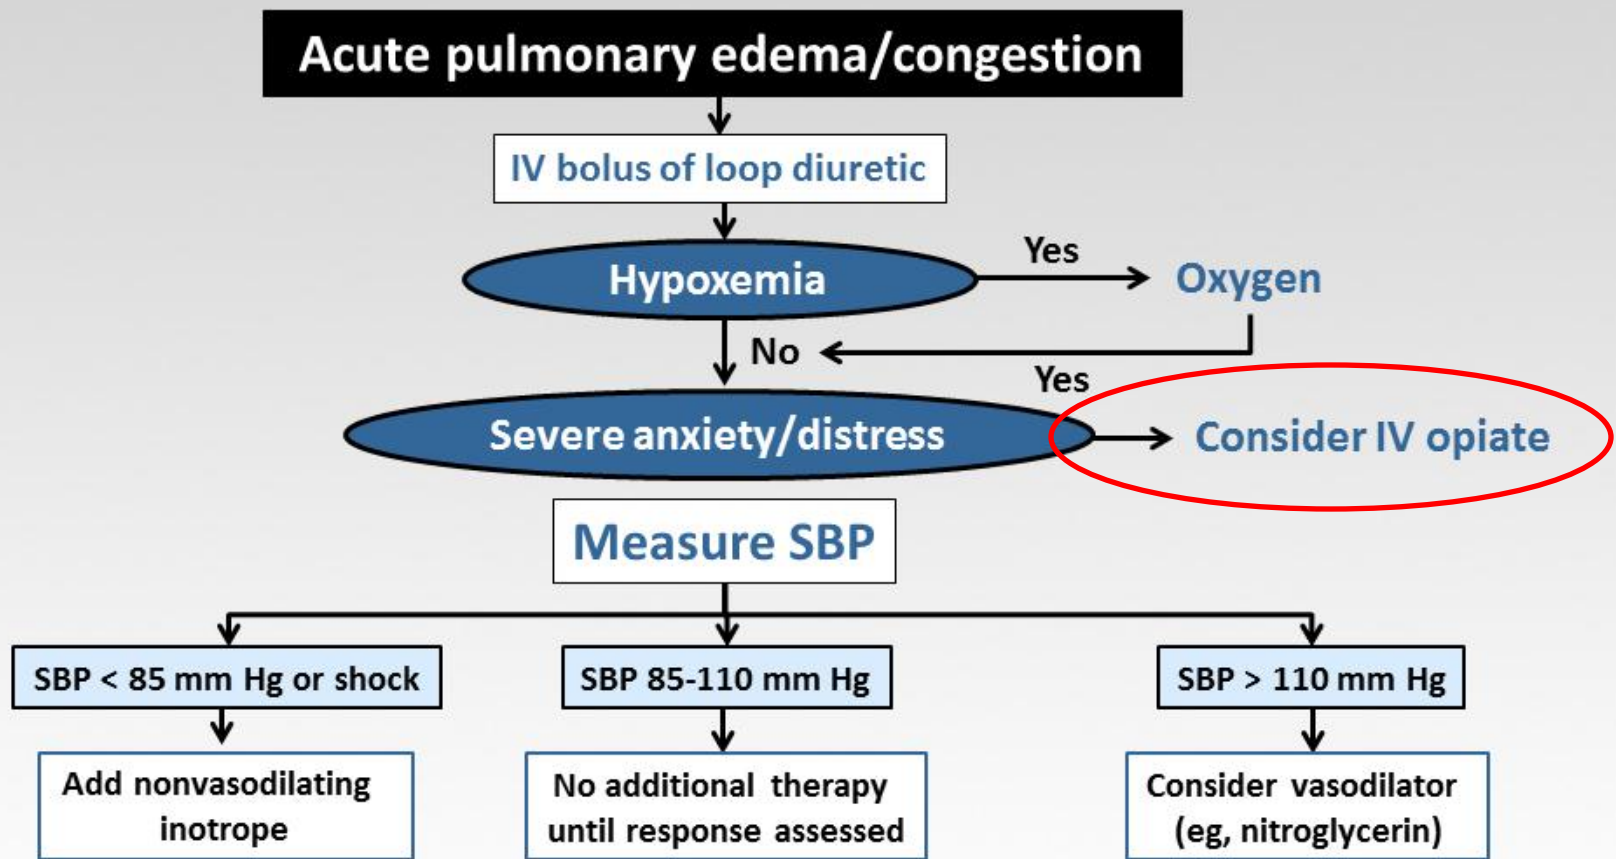 Acute pulmonary edema/congestion
IV bolus of loop diuretic
Hypoxemia
Yes
Oxygen
No
Yes
Severe anxiety/distress
Consider IV opiate
Measure SBP
SBP < 85 mm Hg or shock
SBP 85-110 mm Hg
SBP > 110 mm Hg
Add nonvasodilating
inotrope
No additional therapy
until response assessed
Consider vasodilator
(eg, nitroglycerin)